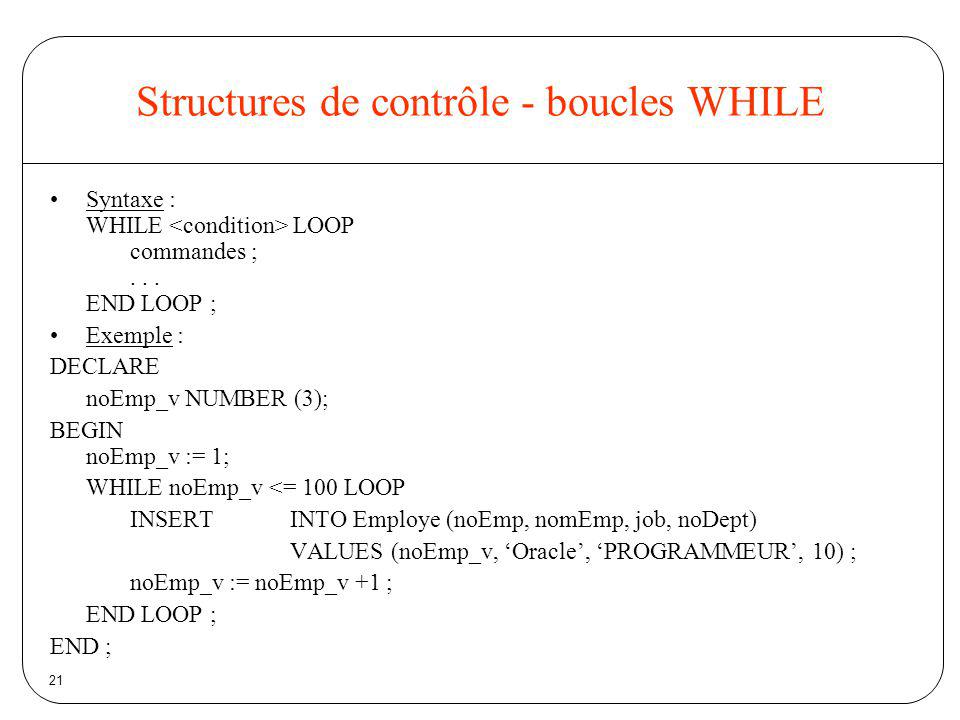 Structures de contrôle - boucles WHILE
• Syntaxe :
WHILE <condition> LOOP
commandes ;
. . .
END LOOP ;
• Exemple :
DECLARE
noEmp_v NUMBER (3);
BEGIN
noEmp_v := 1;
WHILE noEmp_v <= 100 LOOP
INSERT INTO Employe (noEmp, nomEmp, job, noDept)
VALUES (noEmp_v, ‘Oracle’, ‘PROGRAMMEUR’, 10) ;
noEmp_v := noEmp_v +1 ;
END LOOP ;
END ;
21